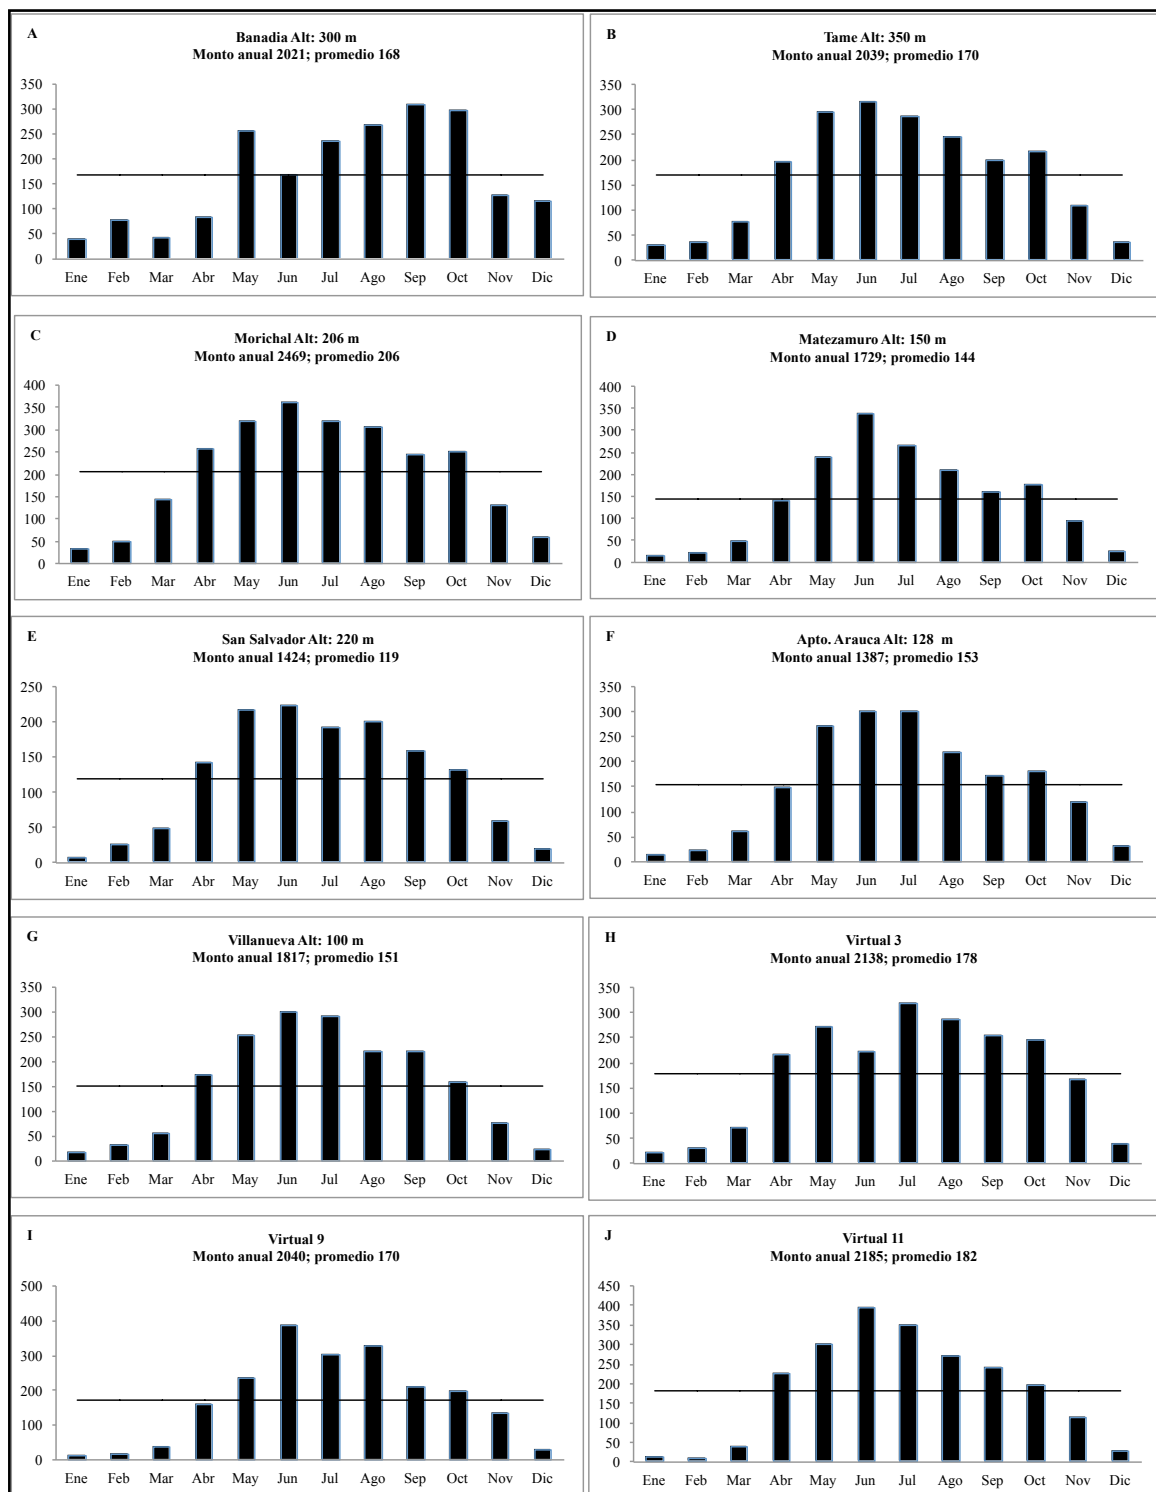 A
Banadia Alt: 300 m
Monto anual 2021; promedio 168
350
300
250
200
150
100
50
0
Ene Feb Mar Abr May Jun Jul Ago Sep Oct Nov Dic
B
Tame Alt: 350 m
Monto anual 2039; promedio 170
350
300
250
200
150
100
50
0
Ene Feb Mar Abr May Jun Jul Ago Sep Oct Nov Dic
C
Morichal Alt: 206 m
Monto anual 2469; promedio 206
400
350
300
250
200
150
100
50
0
Ene Feb Mar Abr May Jun Jul Ago Sep Oct Nov Dic
D
Matezamuro Alt: 150 m
Monto anual 1729; promedio 144
400
350
300
250
200
150
100
50
0
Ene Feb Mar Abr May Jun Jul Ago Sep Oct Nov Dic
E
San Salvador Alt: 220 m
Monto anual 1424; promedio 119
250
200
150
100
50
0
Ene Feb Mar Abr May Jun Jul Ago Sep Oct Nov Dic
F
Apto. Arauca Alt: 128 m
Monto anual 1387; promedio 153
350
300
250
200
150
100
50
0
Ene Feb Mar Abr May Jun Jul Ago Sep Oct Nov Dic
G
Villanueva Alt: 100 m
Monto anual 1817; promedio 151
350
300
250
200
150
100
50
0
Ene Feb Mar Abr May Jun Jul Ago Sep Oct Nov Dic
H
Virtual 3
Monto anual 2138; promedio 178
350
300
250
200
150
100
50
0
Ene Feb Mar Abr May Jun Jul Ago Sep Oct Nov Dic
I
Virtual 9
Monto anual 2040; promedio 170
500
400
300
200
100
0
Ene Feb Mar Abr May Jun Jul Ago Sep Oct Nov Dic
J
Virtual 11
Monto anual 2185; promedio 182
450
400
350
300
250
200
150
100
50
0
Ene Feb Mar Abr May Jun Jul Ago Sep Oct Nov Dic